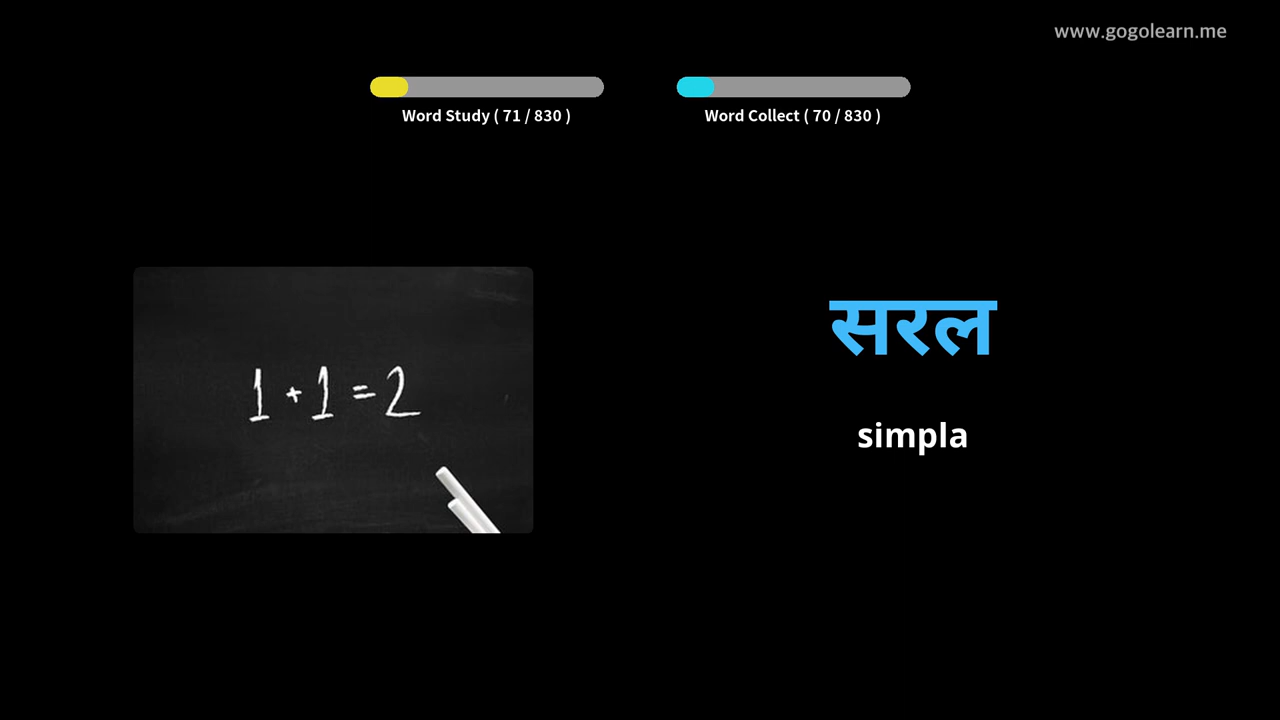 www.gogolearn.me
Word Study ( 71 / 830 )
Word Collect ( 70 / 830 )
1 + 1 = 2
सरल
simpla